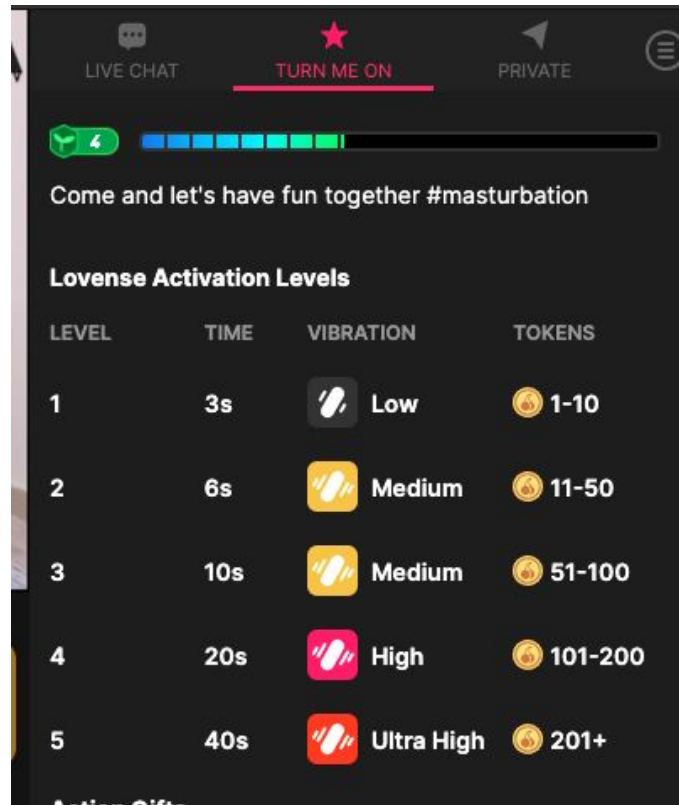 LIVE CHAT TURN ME ON PRIVATE
4
Come and let's have fun together #masturbation
Lovense Activation Levels
LEVEL TIME VIBRATION TOKENS
1 3s Low 1-10
2 6s Medium 11-50
3 10s Medium 51-100
4 20s High 101-200
5 40s Ultra High 201+
Action Gifts